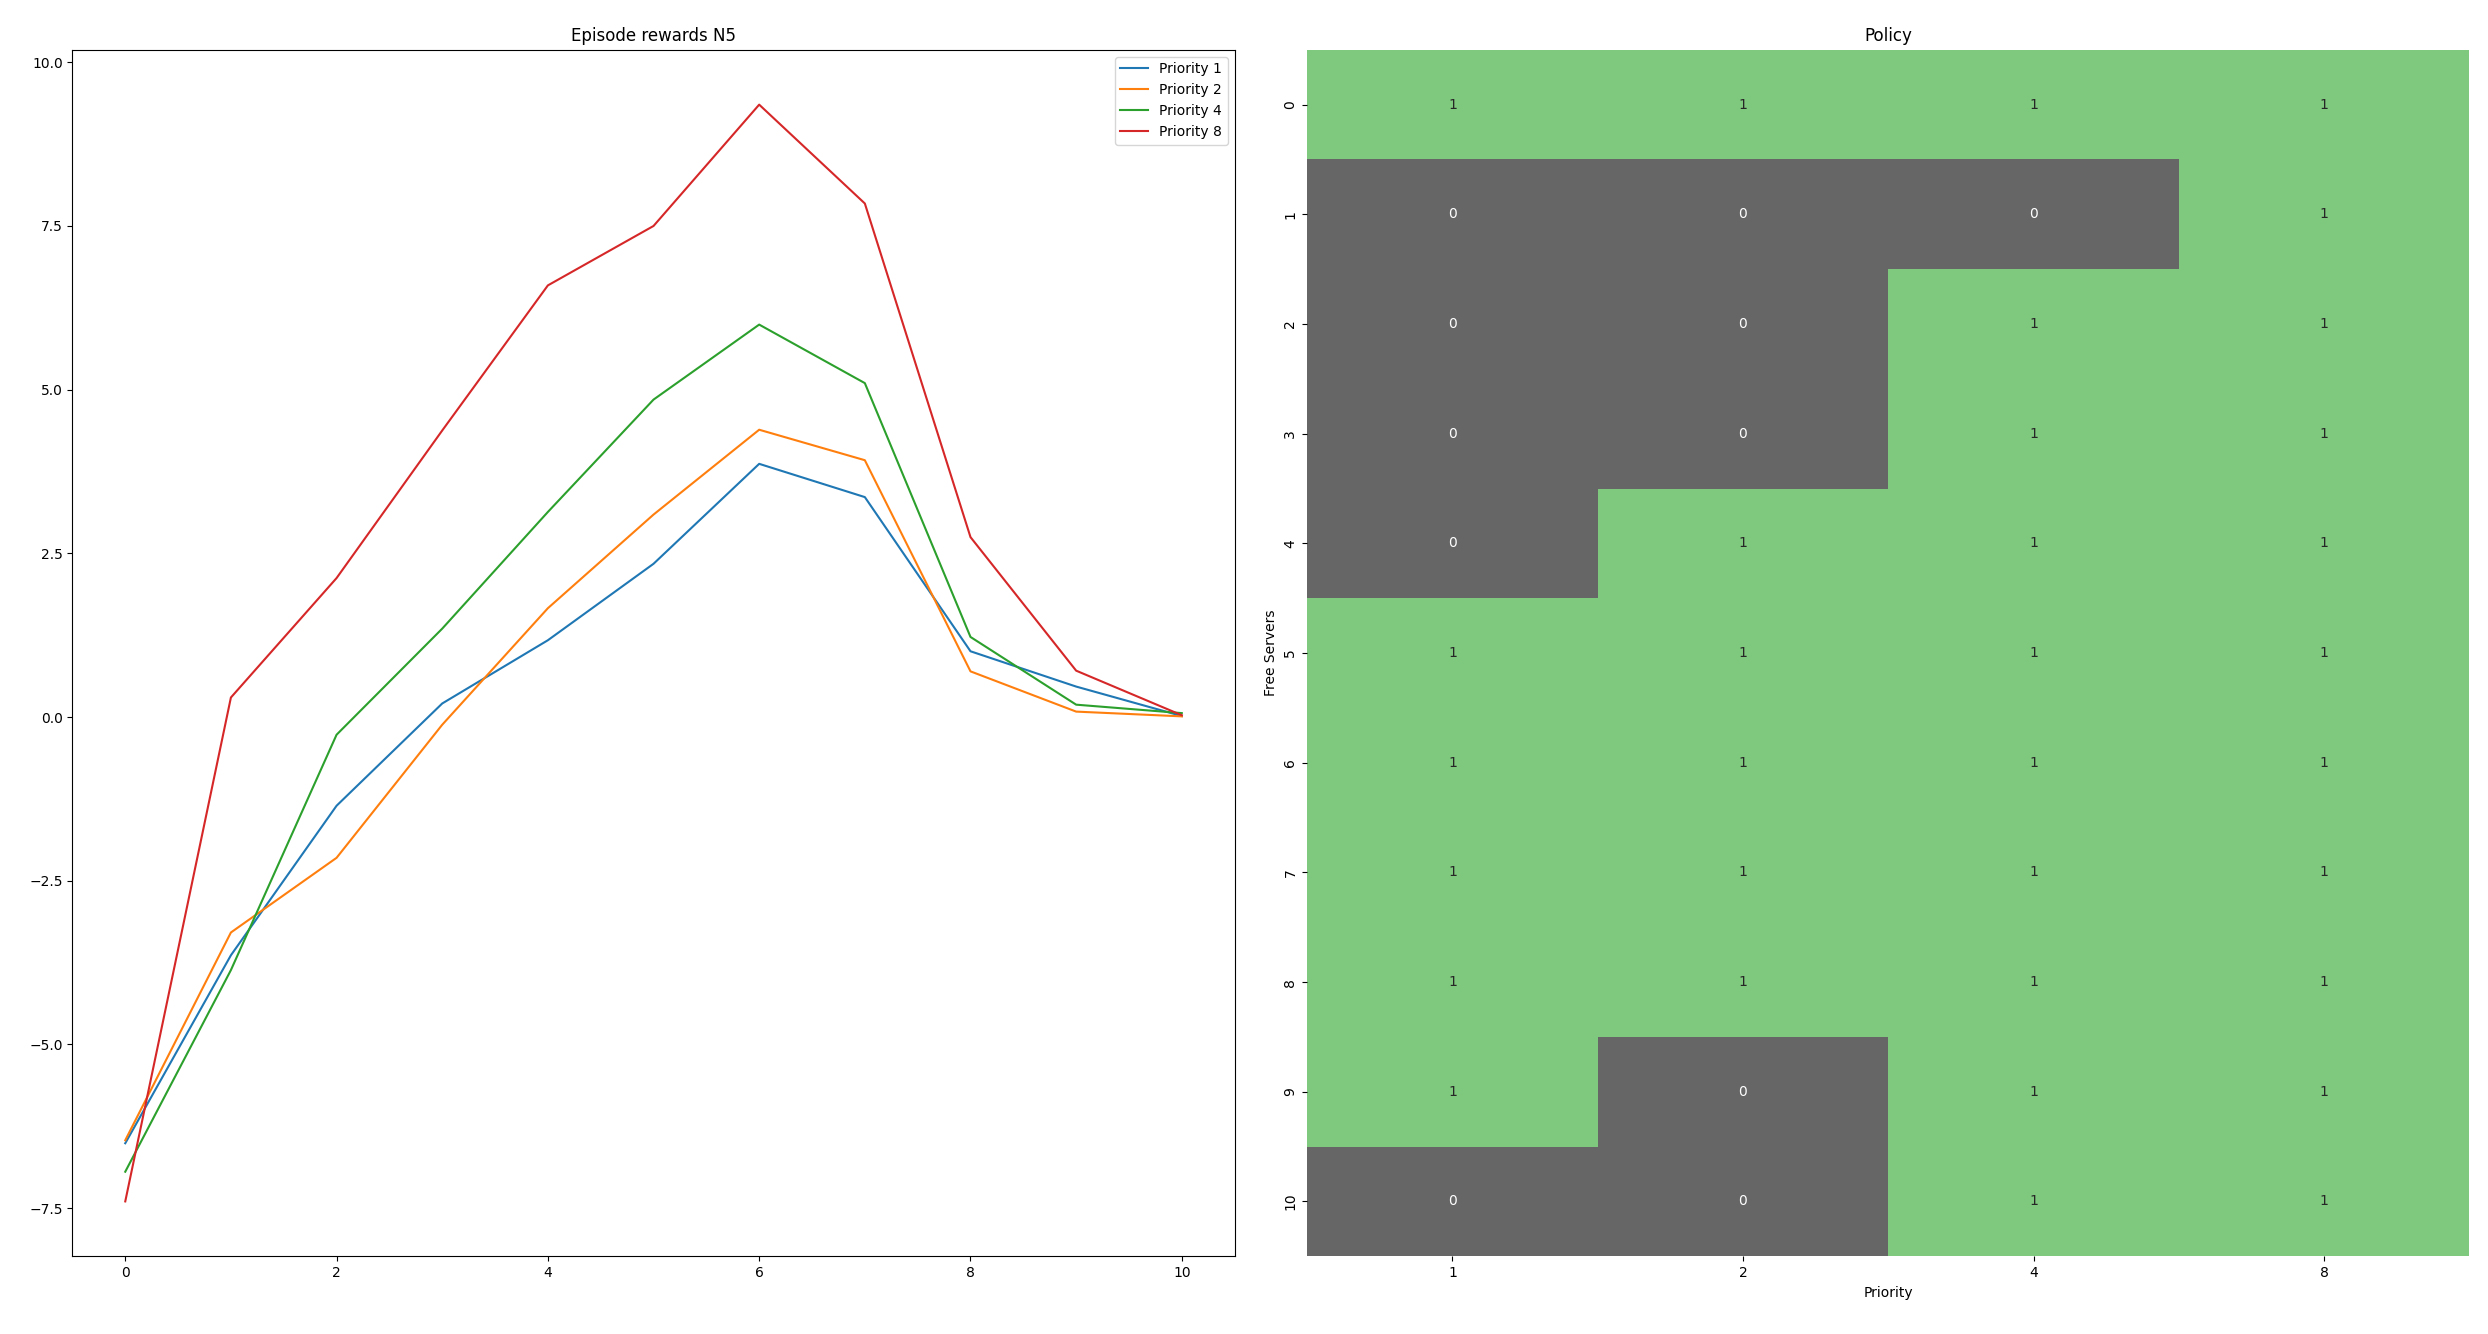 Episode rewards N5
10.0
7.5
5.0
2.5
0.0
−2.5
−5.0
−7.5
0 2 4 6 8 10
Priority 1
Priority 2
Priority 4
Priority 8
Policy
Free Servers
0 1 1 1 1
1 0 0 0 1
2 0 0 1 1
3 0 0 1 1
4 0 1 1 1
5 1 1 1 1
6 1 1 1 1
7 1 1 1 1
8 1 1 1 1
9 1 0 1 1
10 0 0 1 1
1 2 4 8
Priority